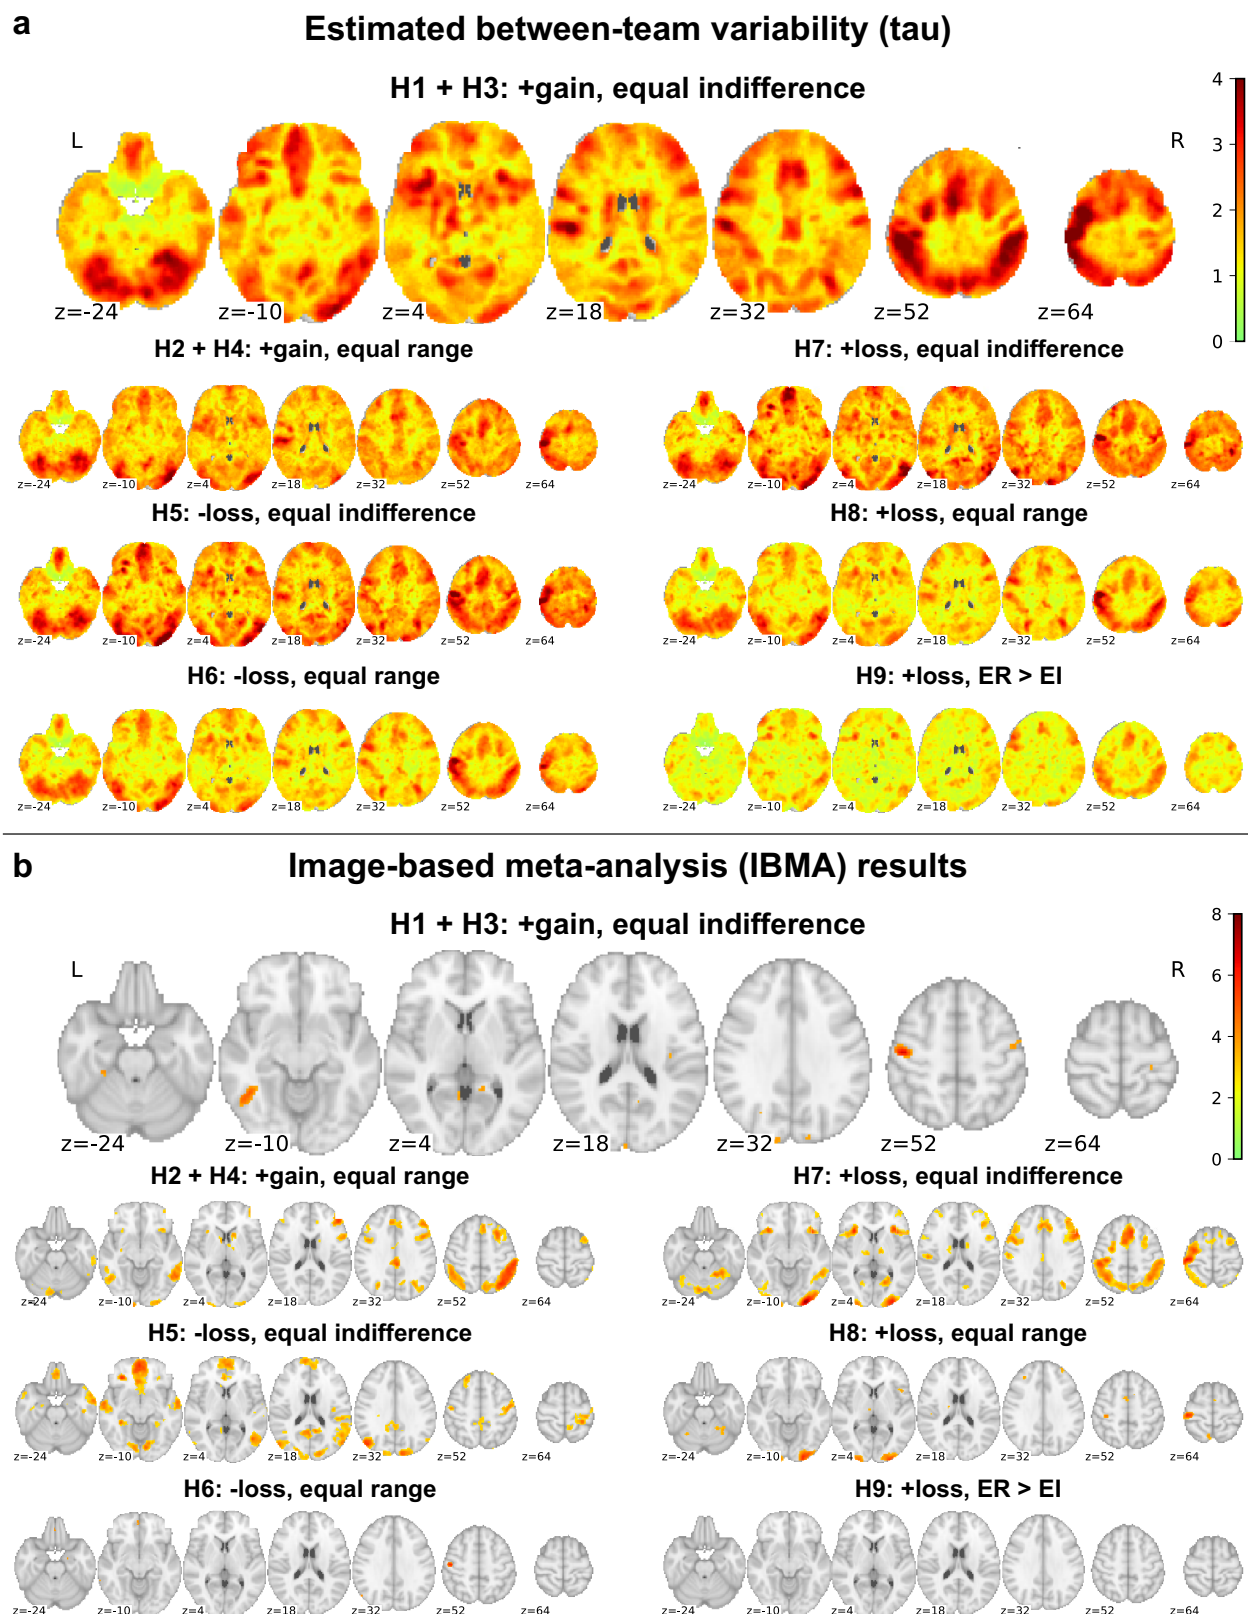 a
Estimated between-team variability (tau)
H1 + H3: +gain, equal indifference
L
R
4
3
2
1
0
z=-24 z=-10 z=4 z=18 z=32 z=52 z=64
H2 + H4: +gain, equal range
z=-24 z=-10 z=4 z=18 z=32 z=52 z=64
H7: +loss, equal indifference
z=-24 z=-10 z=4 z=18 z=32 z=52 z=64
H5: -loss, equal indifference
z=-24 z=-10 z=4 z=18 z=32 z=52 z=64
H8: +loss, equal range
z=-24 z=-10 z=4 z=18 z=32 z=52 z=64
H6: -loss, equal range
z=-24 z=-10 z=4 z=18 z=32 z=52 z=64
H9: +loss, ER > EI
z=-24 z=-10 z=4 z=18 z=32 z=52 z=64
b
Image-based meta-analysis (IBMA) results
H1 + H3: +gain, equal indifference
L
R
8
6
4
2
0
z=-24 z=-10 z=4 z=18 z=32 z=52 z=64
H2 + H4: +gain, equal range
z=-24 z=-10 z=4 z=18 z=32 z=52 z=64
H7: +loss, equal indifference
z=-24 z=-10 z=4 z=18 z=32 z=52 z=64
H5: -loss, equal indifference
z=-24 z=-10 z=4 z=18 z=32 z=52 z=64
H8: +loss, equal range
z=-24 z=-10 z=4 z=18 z=32 z=52 z=64
H6: -loss, equal range
z=-24 z=-10 z=4 z=18 z=32 z=52 z=64
H9: +loss, ER > EI
z=-24 z=-10 z=4 z=18 z=32 z=52 z=64